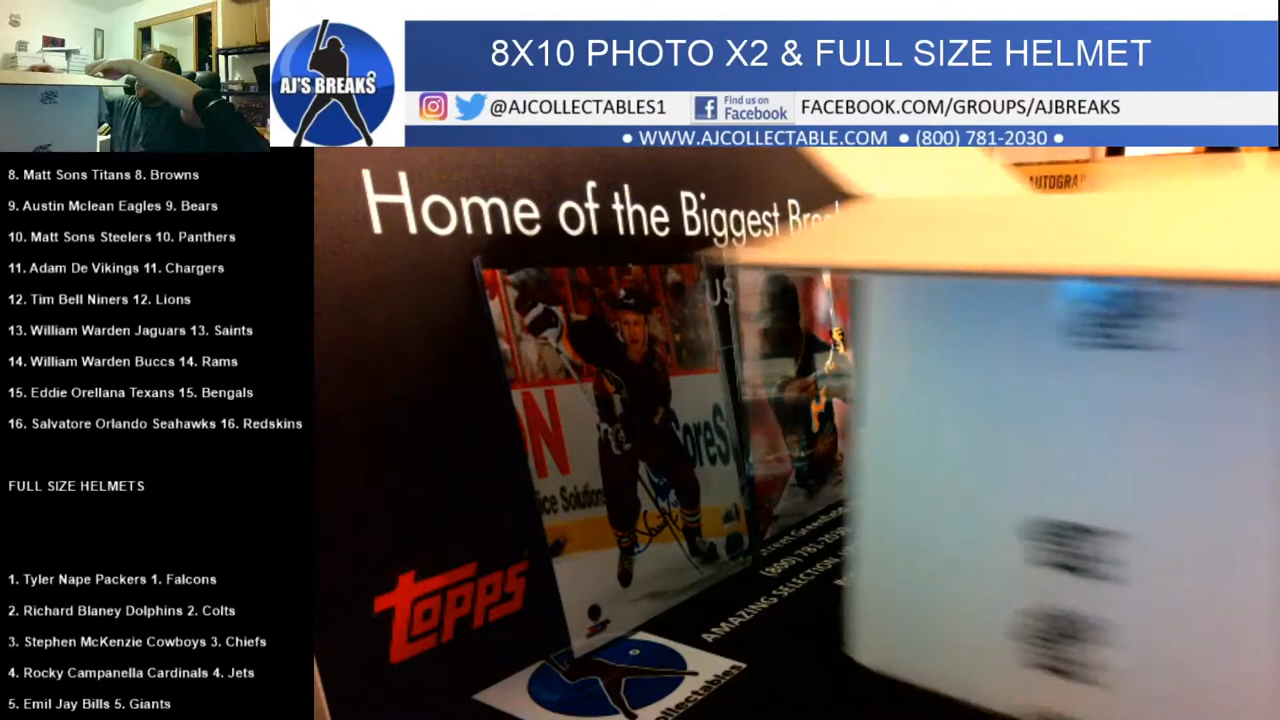 8X10 PHOTO X2 & FULL SIZE HELMET
AJ'S BREAKS
@AJCOLLECTABLES1
Find us on
Facebook
FACEBOOK.COM/GROUPS/AJBREAKS
● WWW.AJCOLLECTABLE.COM ● (800) 781-2030 ●
8. Matt Sons Titans 8. Browns
9. Austin Mclean Eagles 9. Bears
10. Matt Sons Steelers 10. Panthers
11. Adam De Vikings 11. Chargers
12. Tim Bell Niners 12. Lions
13. William Warden Jaguars 13. Saints
14. William Warden Buccs 14. Rams
15. Eddie Orellana Texans 15. Bengals
16. Salvatore Orlando Seahawks 16. Redskins
FULL SIZE HELMETS
1. Tyler Nape Packers 1. Falcons
2. Richard Blaney Dolphins 2. Colts
3. Stephen McKenzie Cowboys 3. Chiefs
4. Rocky Campanella Cardinals 4. Jets
5. Emil Jay Bills 5. Giants
Home of the Biggest
US
topps
(800) 781-2030
AMAZING SELECTION